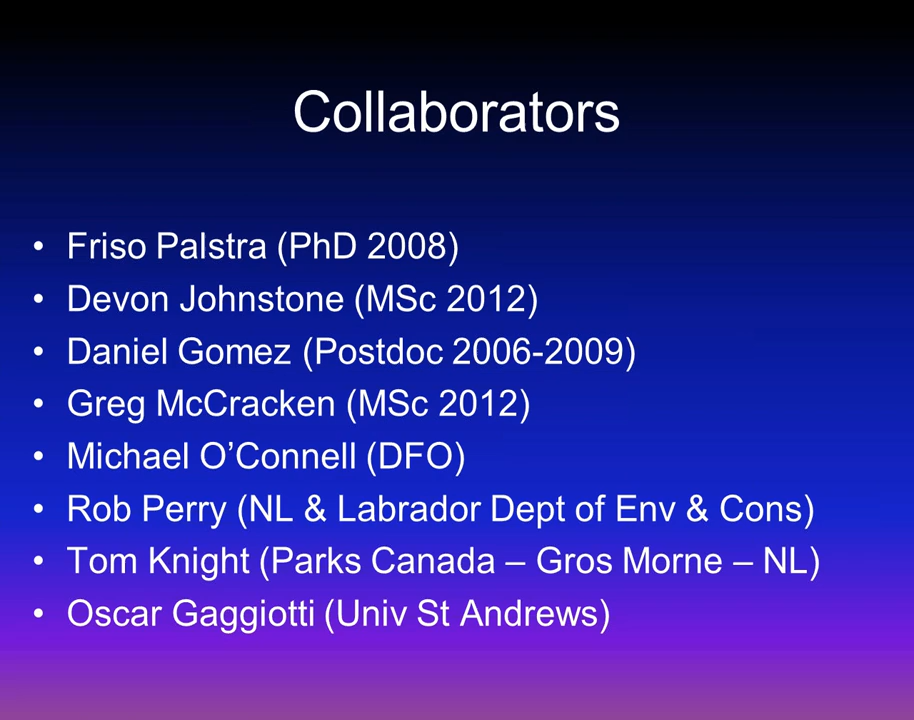 Collaborators
• Friso Palstra (PhD 2008)
• Devon Johnstone (MSc 2012)
• Daniel Gomez (Postdoc 2006-2009)
• Greg McCracken (MSc 2012)
• Michael O’Connell (DFO)
• Rob Perry (NL & Labrador Dept of Env & Cons)
• Tom Knight (Parks Canada – Gros Morne – NL)
• Oscar Gaggiotti (Univ St Andrews)